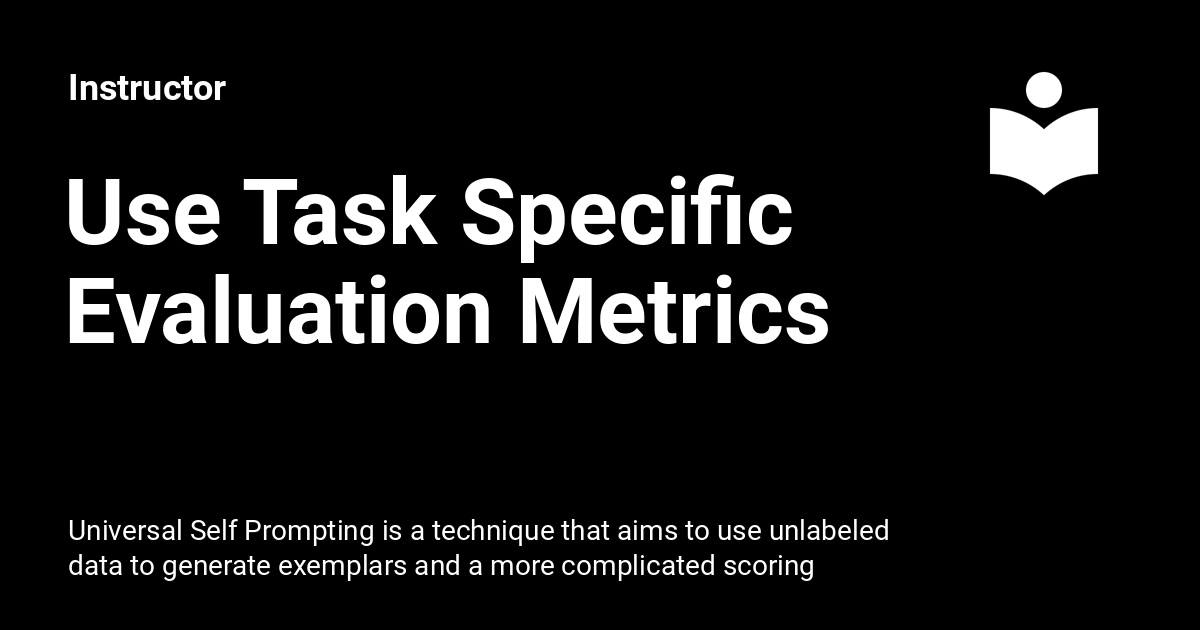 Instructor
Use Task Specific
Evaluation Metrics
Universal Self Prompting is a technique that aims to use unlabeled
data to generate exemplars and a more complicated scoring